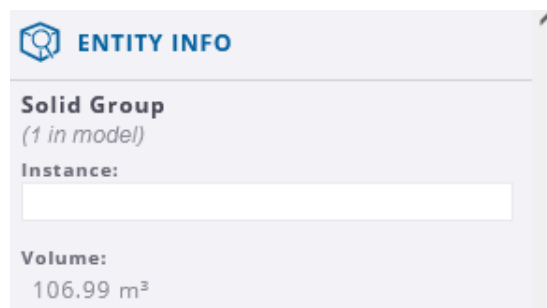 ENTITY INFO
Solid Group
(1 in model)
Instance:
Volume:
106.99 m³